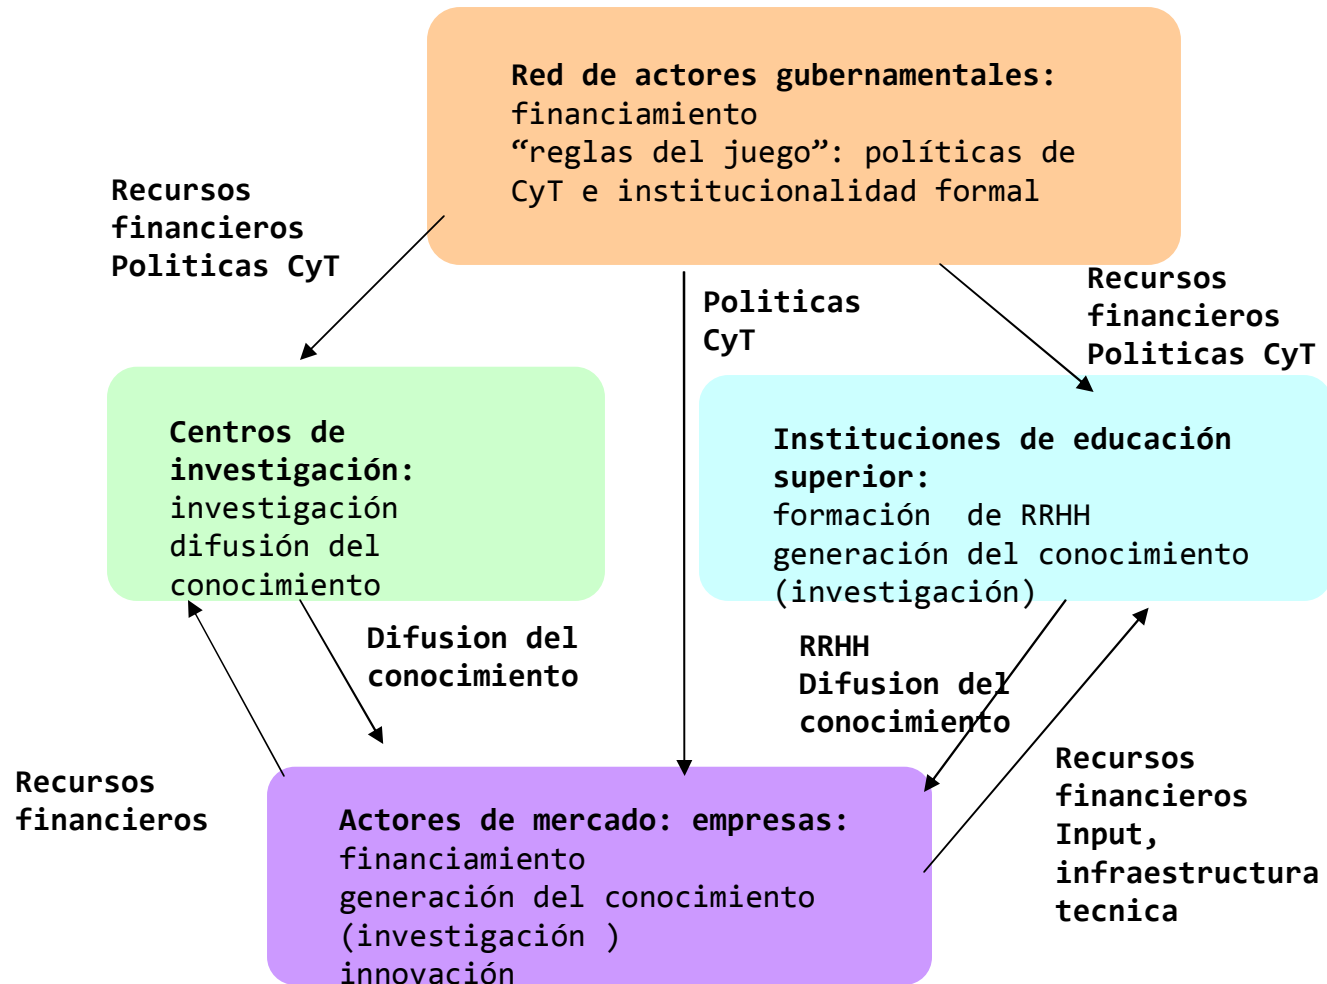 Red de actores gubernamentales:
financiamiento
“reglas del juego”: políticas de
CyT e institucionalidad formal
Recursos
financieros
Politicas CyT
Politicas
CyT
Recursos
financieros
Politicas CyT
Centros de
investigación:
investigación
difusión del
conocimiento
Instituciones de educación
superior:
formación  de RRHH
generación del conocimiento
(investigación)
Difusion del
conocimiento
RRHH
Difusion del
conocimiento
Recursos
financieros
Recursos
financieros
Input,
infraestructura
tecnica
Actores de mercado: empresas:
financiamiento
generación del conocimiento
(investigación )
innovación